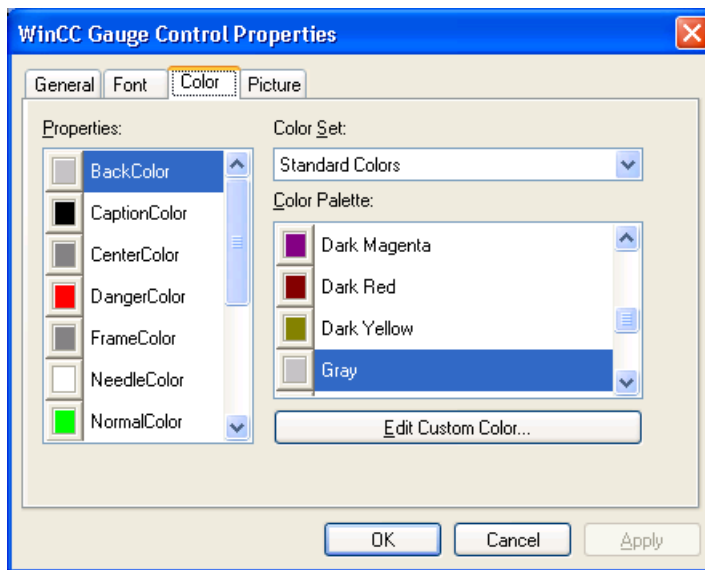 WinCC Gauge Control Properties
General Font Color Picture
Properties:
BackColor
CaptionColor
CenterColor
DangerColor
FrameColor
NeedleColor
NormalColor
Color Set:
Standard Colors
Color Palette:
Dark Magenta
Dark Red
Dark Yellow
Gray
Edit Custom Color...
OK Cancel Apply